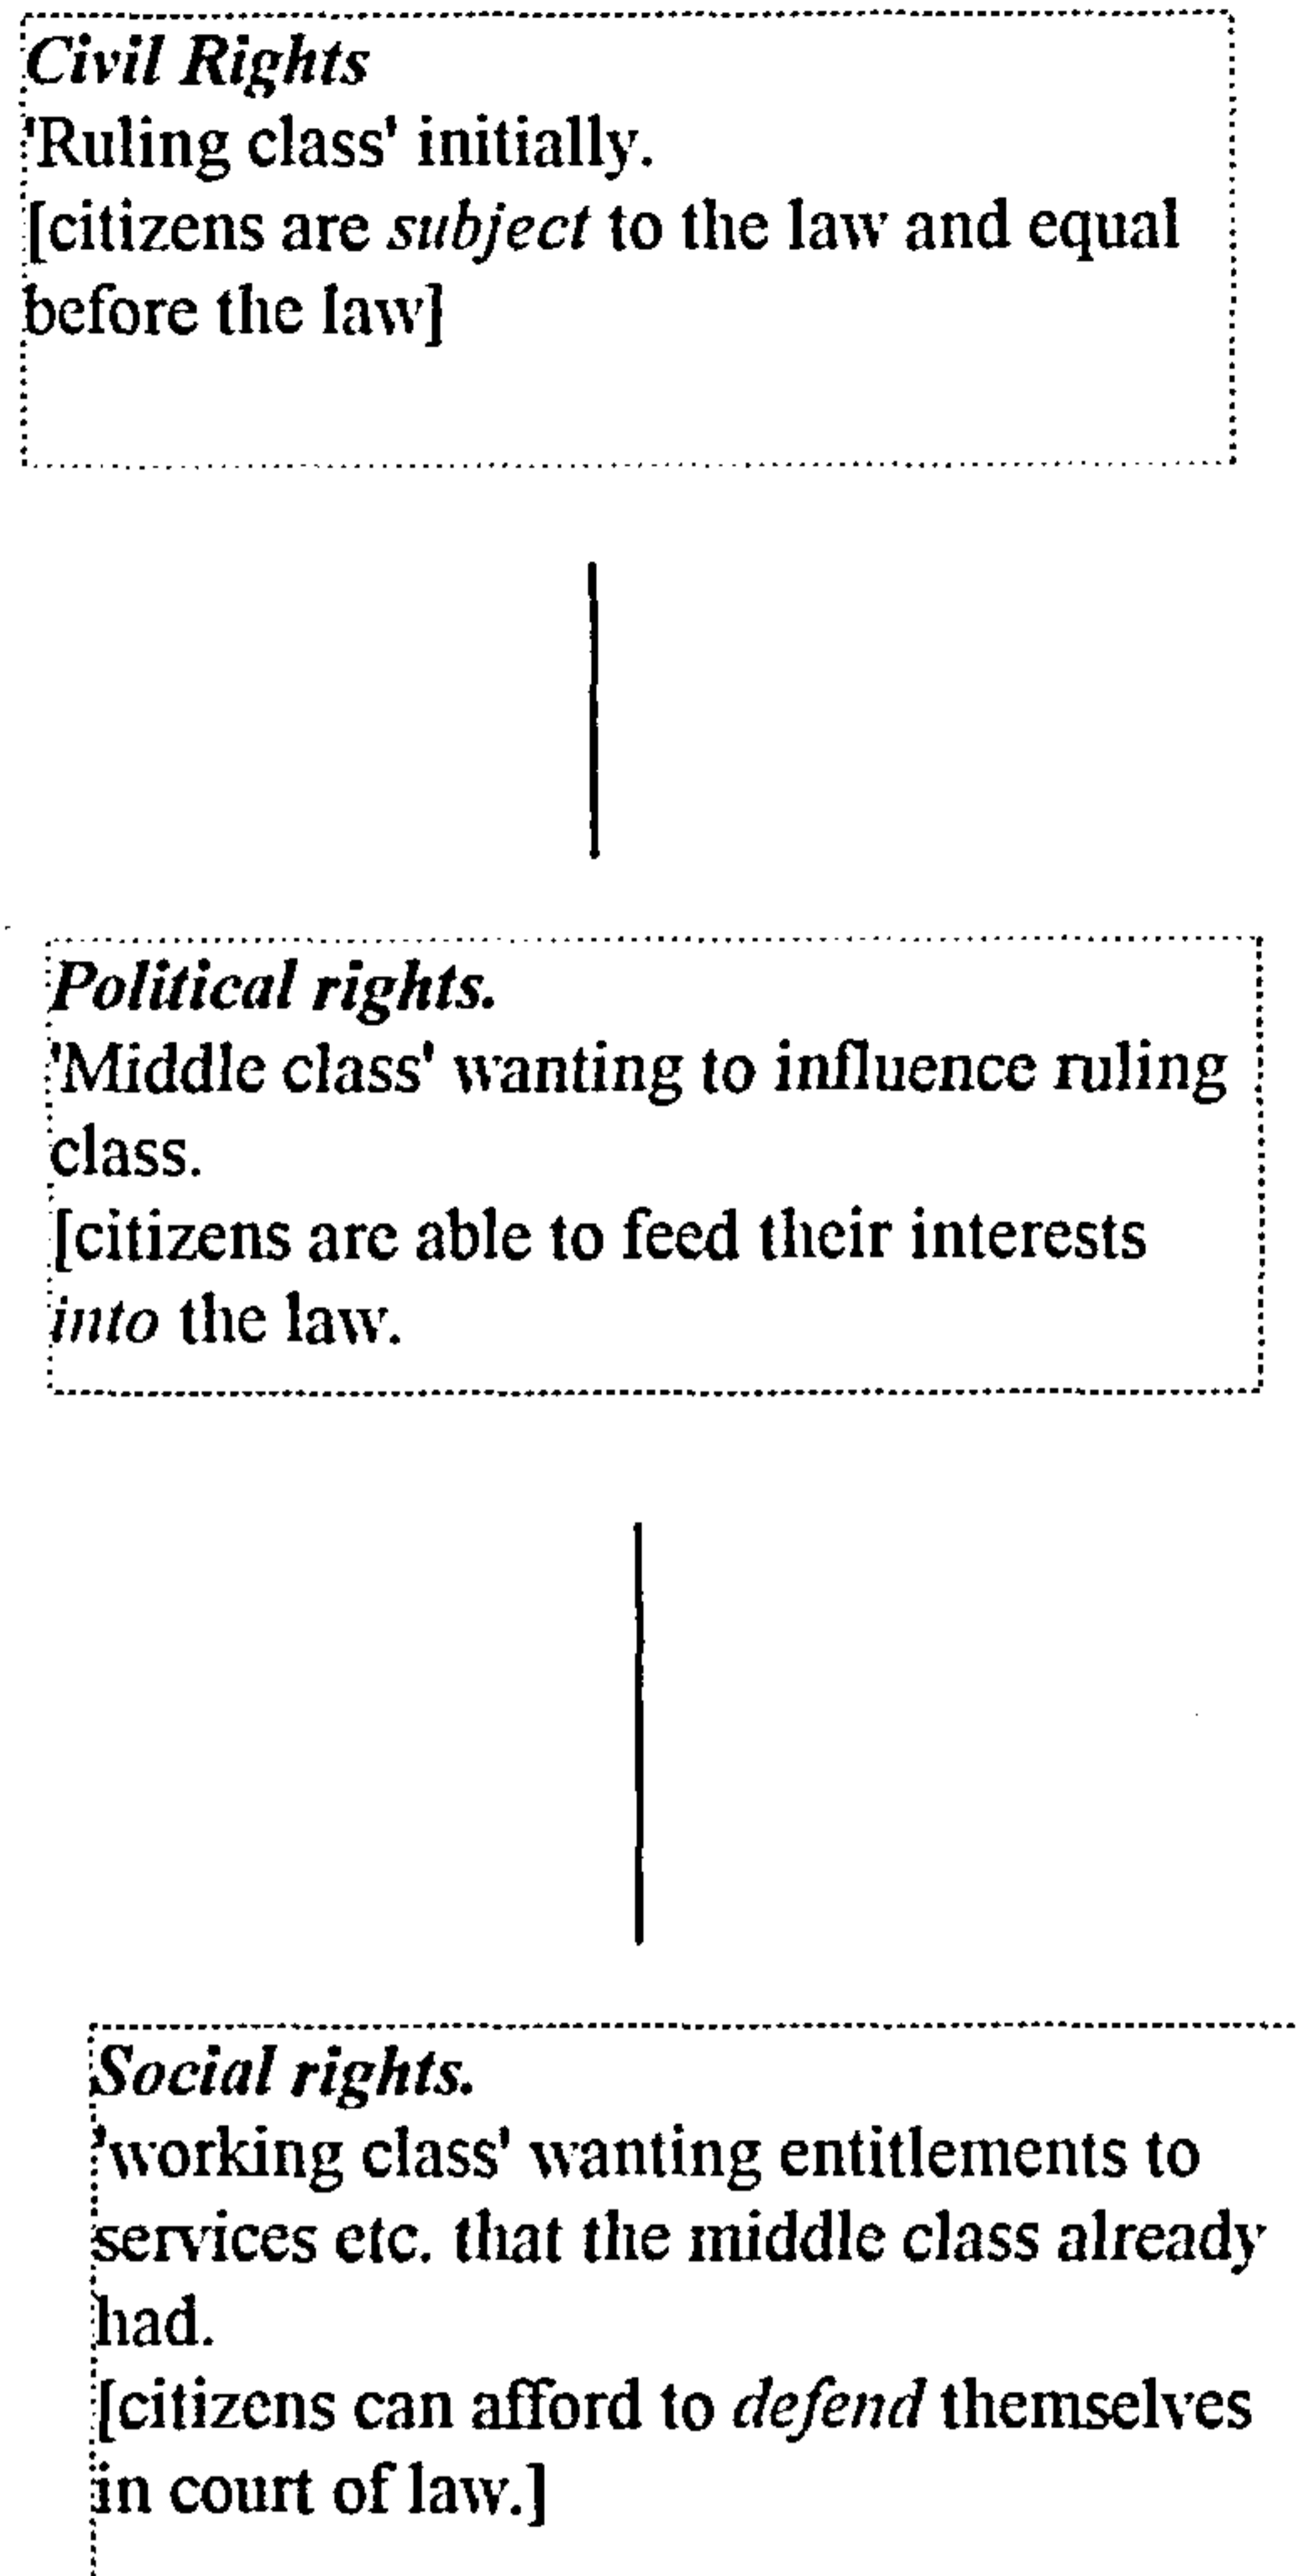 Civil Rights
'Ruling class' initially.
[citizens are subject to the law and equal
before the law]
Political rights.
'Middle class' wanting to influence ruling
class.
[citizens are able to feed their interests
into the law.
Social rights.
'working class' wanting entitlements to
services etc. that the middle class already
had.
[citizens can afford to defend themselves
in court of law.]